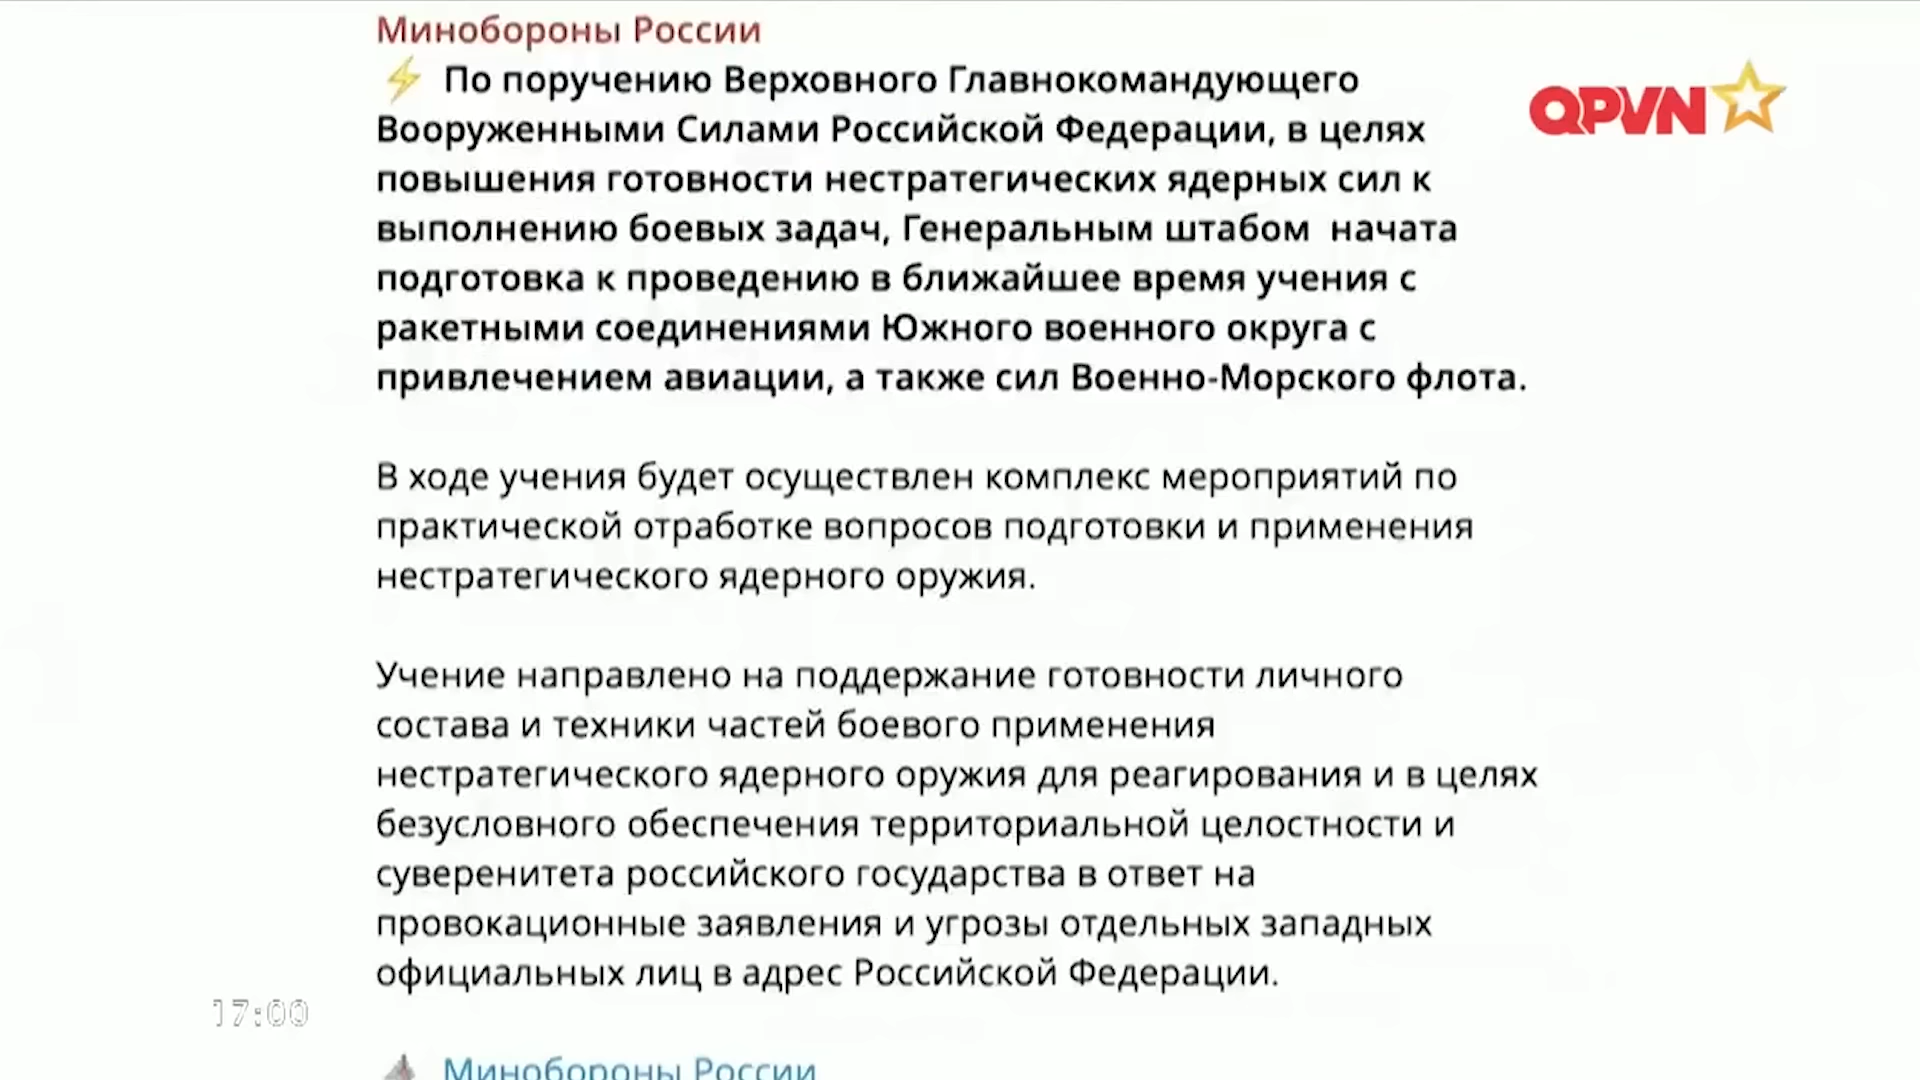 Минобороны России
⚡ По поручению Верховного Главнокомандующего
QPVN
Вооруженными Силами Российской Федерации, в целях
повышения готовности нестратегических ядерных сил к
выполнению боевых задач, Генеральным штабом начата
подготовка к проведению в ближайшее время учения с
ракетными соединениями Южного военного округа с
привлечением авиации, а также сил Военно-Морского флота.
В ходе учения будет осуществлен комплекс мероприятий по
практической отработке вопросов подготовки и применения
нестратегического ядерного оружия.
Учение направлено на поддержание готовности личного
состава и техники частей боевого применения
нестратегического ядерного оружия для реагирования и в целях
безусловного обеспечения территориальной целостности и
суверенитета российского государства в ответ на
провокационные заявления и угрозы отдельных западных
официальных лиц в адрес Российской Федерации.
17:00
Минобороны России